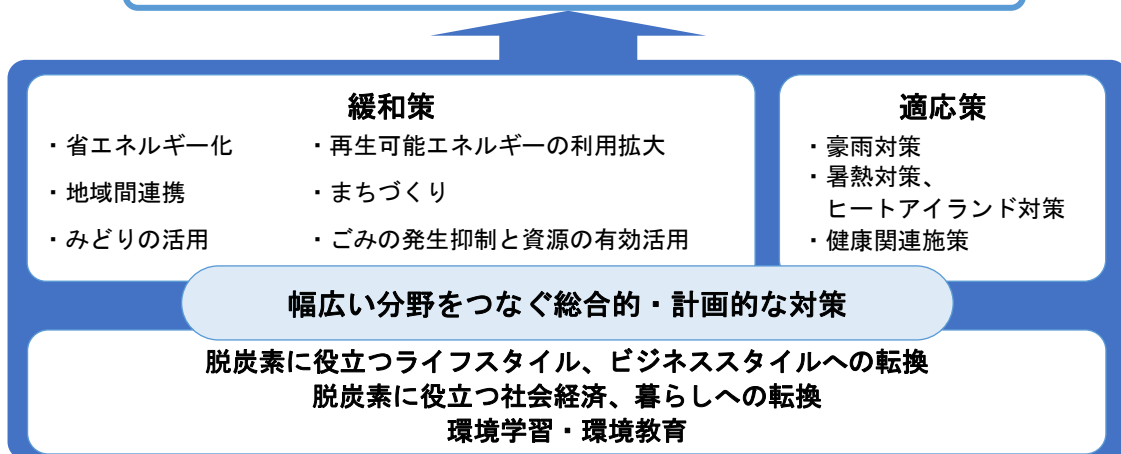 緩和策
・省エネルギー化
・再生可能エネルギーの利用拡大
・地域間連携
・まちづくり
・みどりの活用
・ごみの発生抑制と資源の有効活用
適応策
・豪雨対策
・暑熱対策、
ヒートアイランド対策
・健康関連施策
幅広い分野をつなぐ総合的・計画的な対策
脱炭素に役立つライフスタイル、ビジネススタイルへの転換
脱炭素に役立つ社会経済、暮らしへの転換
環境学習・環境教育